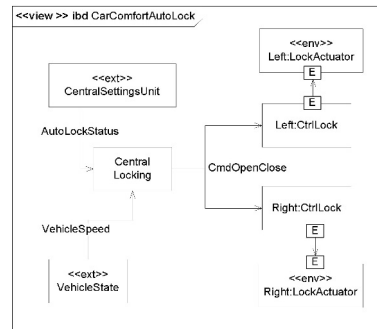 <<view>> ibd CarComfortAutoLock
<<env>>
Left:LockActuator
E
<<ext>>
CentralSettingsUnit
E
Left:CtrlLock
AutoLockStatus
Central
Locking
CmdOpenClose
Right:CtrlLock
VehicleSpeed
E
<<ext>>
VehicleState
E
<<env>>
Right:LockActuator